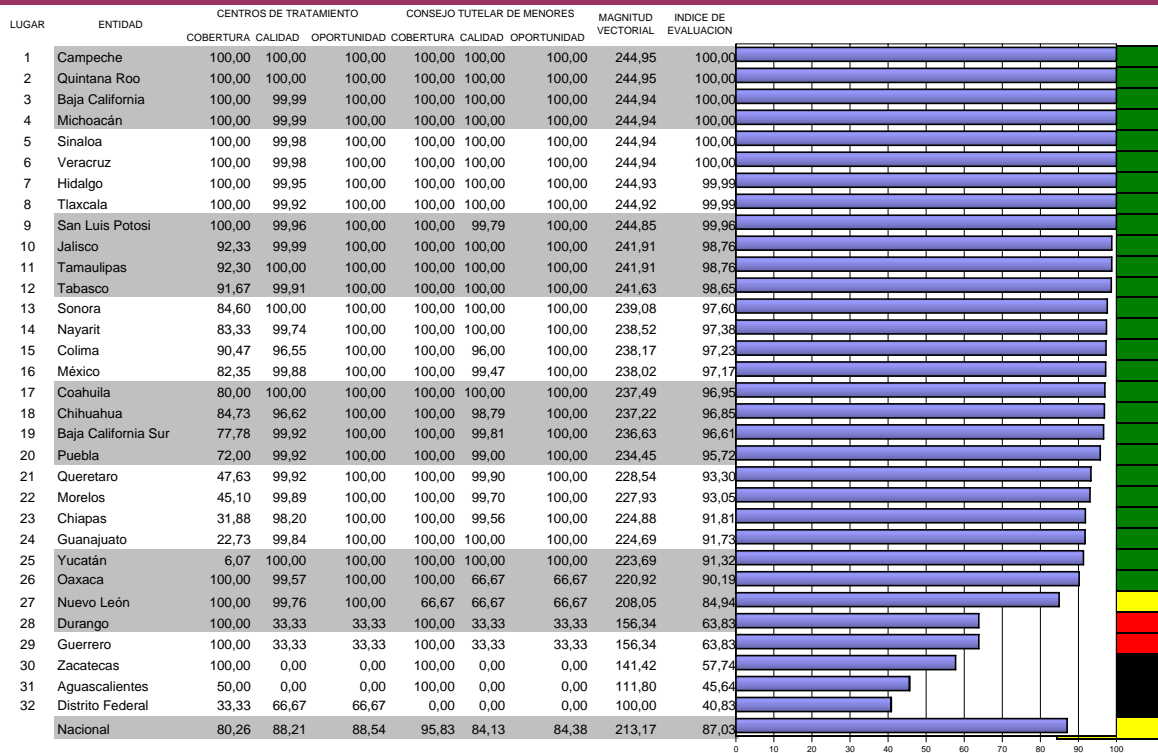 LUGAR ENTIDAD CENTROS DE TRATAMIENTO CONSEJO TUTELAR DE MENORES MAGNITUD VECTORIAL INDICE DE EVALUACION
COBERTURA CALIDAD OPORTUNIDAD COBERTURA CALIDAD OPORTUNIDAD
1 Campeche 100,00 100,00 100,00 100,00 100,00 100,00 244,95 100,00
2 Quintana Roo 100,00 100,00 100,00 100,00 100,00 100,00 244,95 100,00
3 Baja California 100,00 99,99 100,00 100,00 100,00 100,00 244,94 100,00
4 Michoacán 100,00 99,99 100,00 100,00 100,00 100,00 244,94 100,00
5 Sinaloa 100,00 99,98 100,00 100,00 100,00 100,00 244,94 100,00
6 Veracruz 100,00 99,98 100,00 100,00 100,00 100,00 244,94 100,00
7 Hidalgo 100,00 99,95 100,00 100,00 100,00 100,00 244,93 99,99
8 Tlaxcala 100,00 99,92 100,00 100,00 100,00 100,00 244,92 99,99
9 San Luis Potosi 100,00 99,96 100,00 100,00 99,79 100,00 244,85 99,96
10 Jalisco 92,33 99,99 100,00 100,00 100,00 100,00 241,91 98,76
11 Tamaulipas 92,30 100,00 100,00 100,00 100,00 100,00 241,91 98,76
12 Tabasco 91,67 99,91 100,00 100,00 100,00 100,00 241,63 98,65
13 Sonora 84,60 100,00 100,00 100,00 100,00 100,00 239,08 97,60
14 Nayarit 83,33 99,74 100,00 100,00 100,00 100,00 238,52 97,38
15 Colima 90,47 96,55 100,00 100,00 96,00 100,00 238,17 97,23
16 México 82,35 99,88 100,00 100,00 99,47 100,00 238,02 97,17
17 Coahuila 80,00 100,00 100,00 100,00 100,00 100,00 237,49 96,95
18 Chihuahua 84,73 96,62 100,00 100,00 98,79 100,00 237,22 96,85
19 Baja California Sur 77,78 99,92 100,00 100,00 99,81 100,00 236,63 96,61
20 Puebla 72,00 99,92 100,00 100,00 99,00 100,00 234,45 95,72
21 Queretaro 47,63 99,92 100,00 100,00 99,90 100,00 228,54 93,30
22 Morelos 45,10 99,89 100,00 100,00 99,70 100,00 227,93 93,05
23 Chiapas 31,88 98,20 100,00 100,00 99,56 100,00 224,88 91,81
24 Guanajuato 22,73 99,84 100,00 100,00 100,00 100,00 224,69 91,73
25 Yucatán 6,07 100,00 100,00 100,00 100,00 100,00 223,69 91,32
26 Oaxaca 100,00 99,57 100,00 100,00 66,67 66,67 220,92 90,19
27 Nuevo León 100,00 99,76 100,00 66,67 66,67 66,67 208,05 84,94
28 Durango 100,00 33,33 33,33 100,00 33,33 33,33 156,34 63,83
29 Guerrero 100,00 33,33 33,33 100,00 33,33 33,33 156,34 63,83
30 Zacatecas 100,00 0,00 0,00 100,00 0,00 0,00 141,42 57,74
31 Aguascalientes 50,00 0,00 0,00 100,00 0,00 0,00 111,80 45,64
32 Distrito Federal 33,33 66,67 66,67 0,00 0,00 0,00 100,00 40,83
Nacional 80,26 88,21 88,54 95,83 84,13 84,38 213,17 87,03
0 10 20 30 40 50 60 70 80 90 100